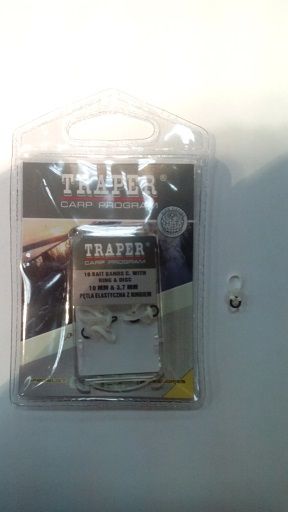 TRAPER
CARP PROGRAM
TRAPER
CARP PROGRAM
10 BAIT BANDS C. WITH
RING & DISC
10 MM & 3,7 MM
PĘTLA ELASTYCZNA Z RINGIEM